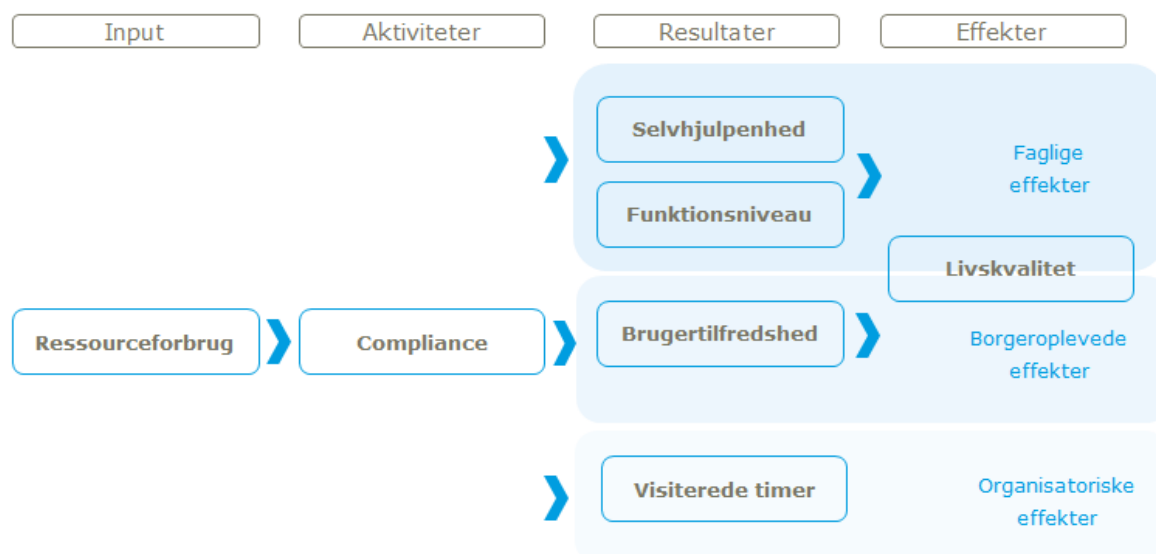 Input
Aktiviteter
Resultater
Effekter
Selvhjulpenhed
Faglige
effekter
Funktionsniveau
Livskvalitet
Ressourceforbrug
Compliance
Brugertilfredshed
Borgeroplevede
effekter
Visiterede timer
Organisatoriske
effekter